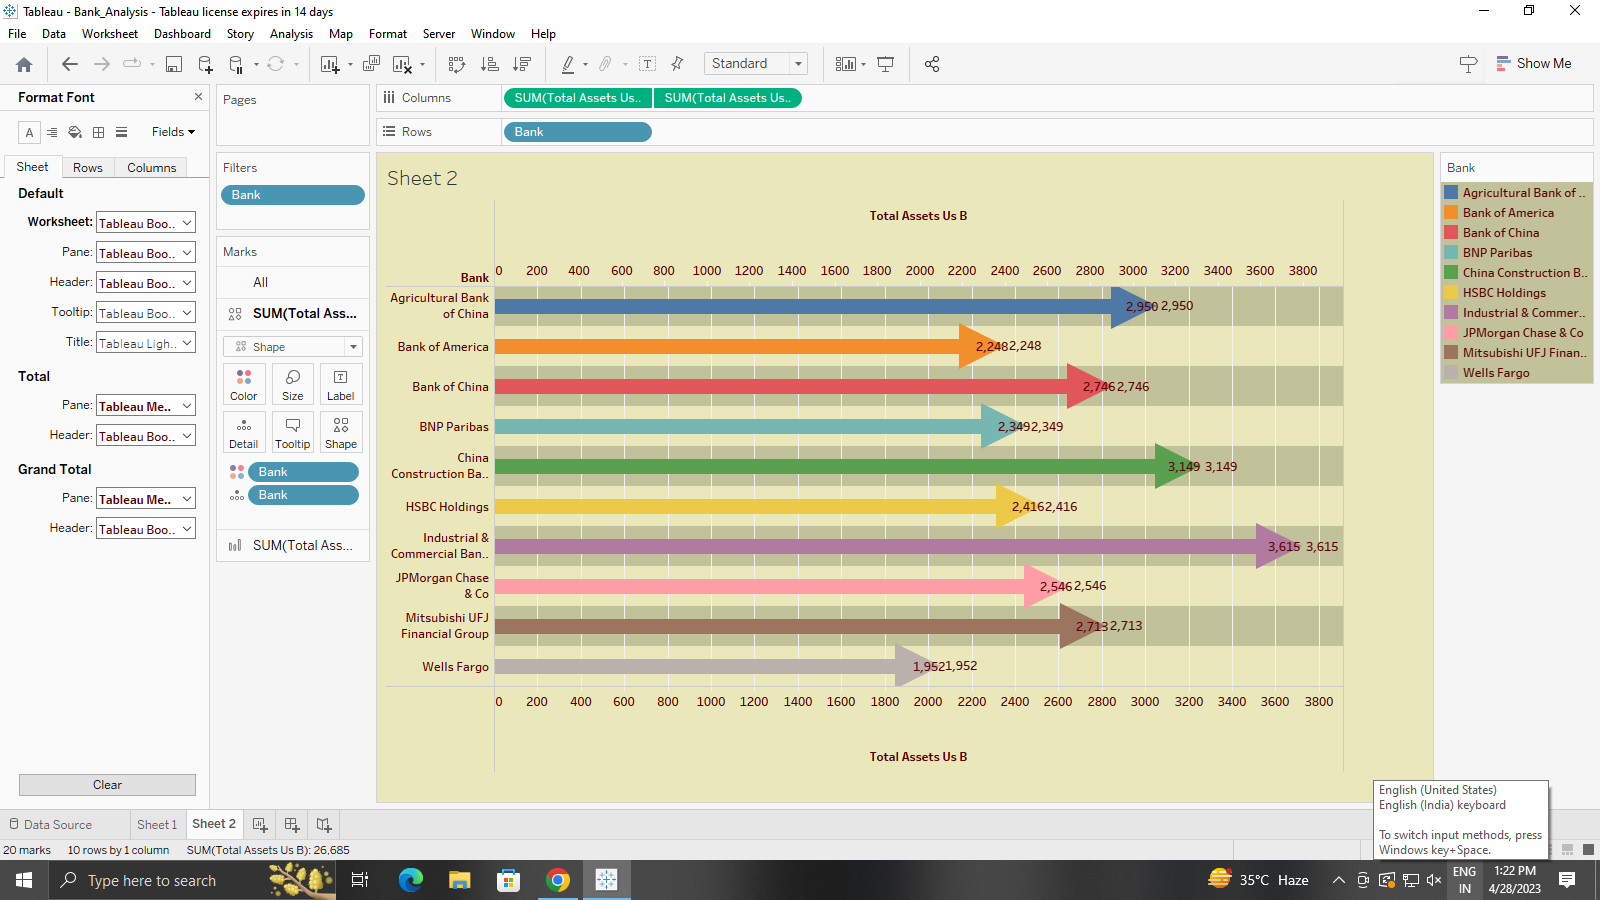 Tableau - Bank_Analysis - Tableau license expires in 14 days
File Data Worksheet Dashboard Story Analysis Map Format Server Window Help
Standard
Show Me
Format Font
A
Fields
Sheet Rows Columns
Default
Worksheet: Tableau Boo..
Pane: Tableau Boo..
Header: Tableau Boo..
Tooltip: Tableau Boo..
Title: Tableau Ligh..
Total
Pane: Tableau Me..
Header: Tableau Boo..
Grand Total
Pane: Tableau Me..
Header: Tableau Boo..
Clear
Pages
Filters
Bank
Marks
All
SUM(Total Ass...
Shape
Color Size Label
Detail Tooltip Shape
Bank
Bank
SUM(Total Ass...
Columns SUM(Total Assets Us.. SUM(Total Assets Us..
Rows Bank
Sheet 2
Total Assets Us B
Bank 0 200 400 600 800 1000 1200 1400 1600 1800 2000 2200 2400 2600 2800 3000 3200 3400 3600 3800
Agricultural Bank
of China 2,950 2,950
Bank of America 2,248 2,248
Bank of China 2,746 2,746
BNP Paribas 2,349 2,349
China
Construction Ba.. 3,149 3,149
HSBC Holdings 2,416 2,416
Industrial &
Commercial Ban.. 3,615 3,615
JPMorgan Chase
& Co 2,546 2,546
Mitsubishi UFJ
Financial Group 2,713 2,713
Wells Fargo 1,952 1,952
0 200 400 600 800 1000 1200 1400 1600 1800 2000 2200 2400 2600 2800 3000 3200 3400 3600 3800
Total Assets Us B
Bank
Agricultural Bank of ..
Bank of America
Bank of China
BNP Paribas
China Construction B..
HSBC Holdings
Industrial & Commer..
JPMorgan Chase & Co
Mitsubishi UFJ Finan..
Wells Fargo
English (United States)
English (India) keyboard
To switch input methods, press
Windows key+Space.
Data Source Sheet 1 Sheet 2
20 marks 10 rows by 1 column SUM(Total Assets Us B): 26,685
Type here to search
35°C Haze
ENG
IN
1:22 PM
4/28/2023